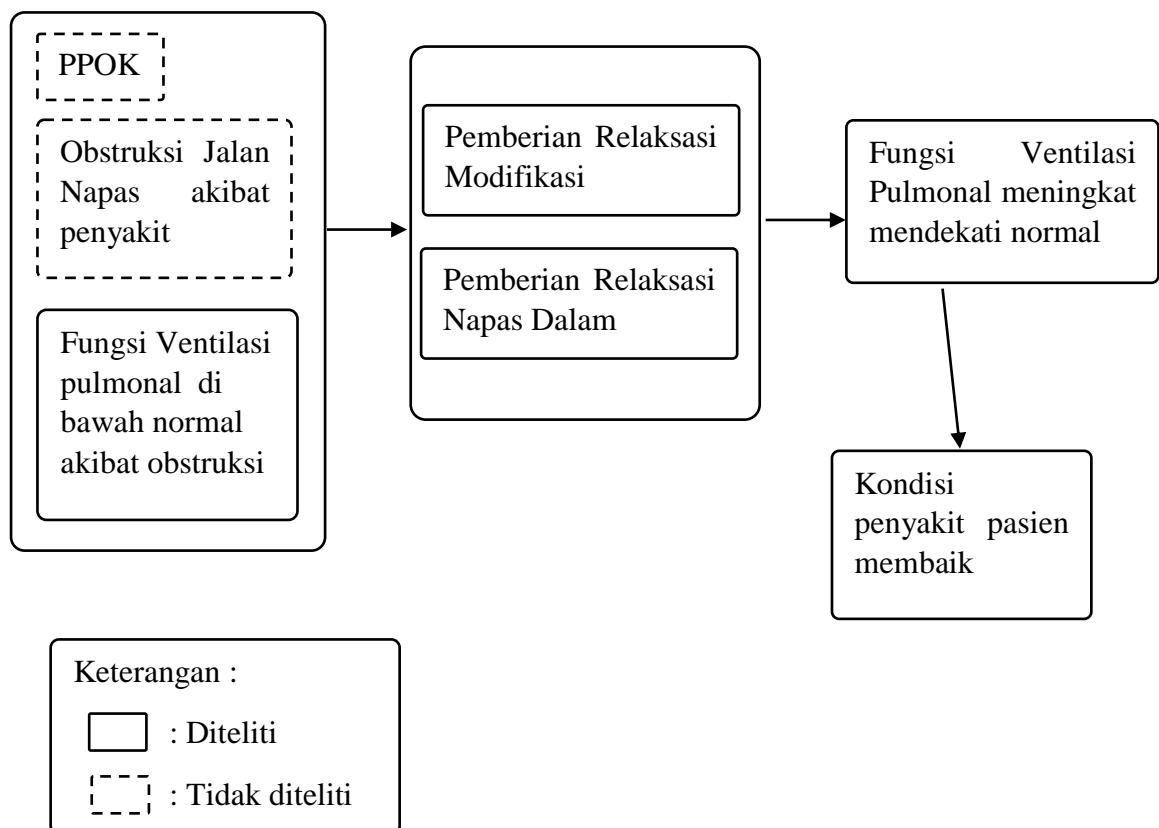 PPOK
Obstruksi Jalan
Napas akibat
penyakit
Fungsi Ventilasi
pulmonal di
bawah normal
akibat obstruksi
Pemberian Relaksasi
Modifikasi
Pemberian Relaksasi
Napas Dalam
Fungsi Ventilasi
Pulmonal meningkat
mendekati normal
Kondisi
penyakit pasien
membaik
Keterangan :
: Diteliti
: Tidak diteliti